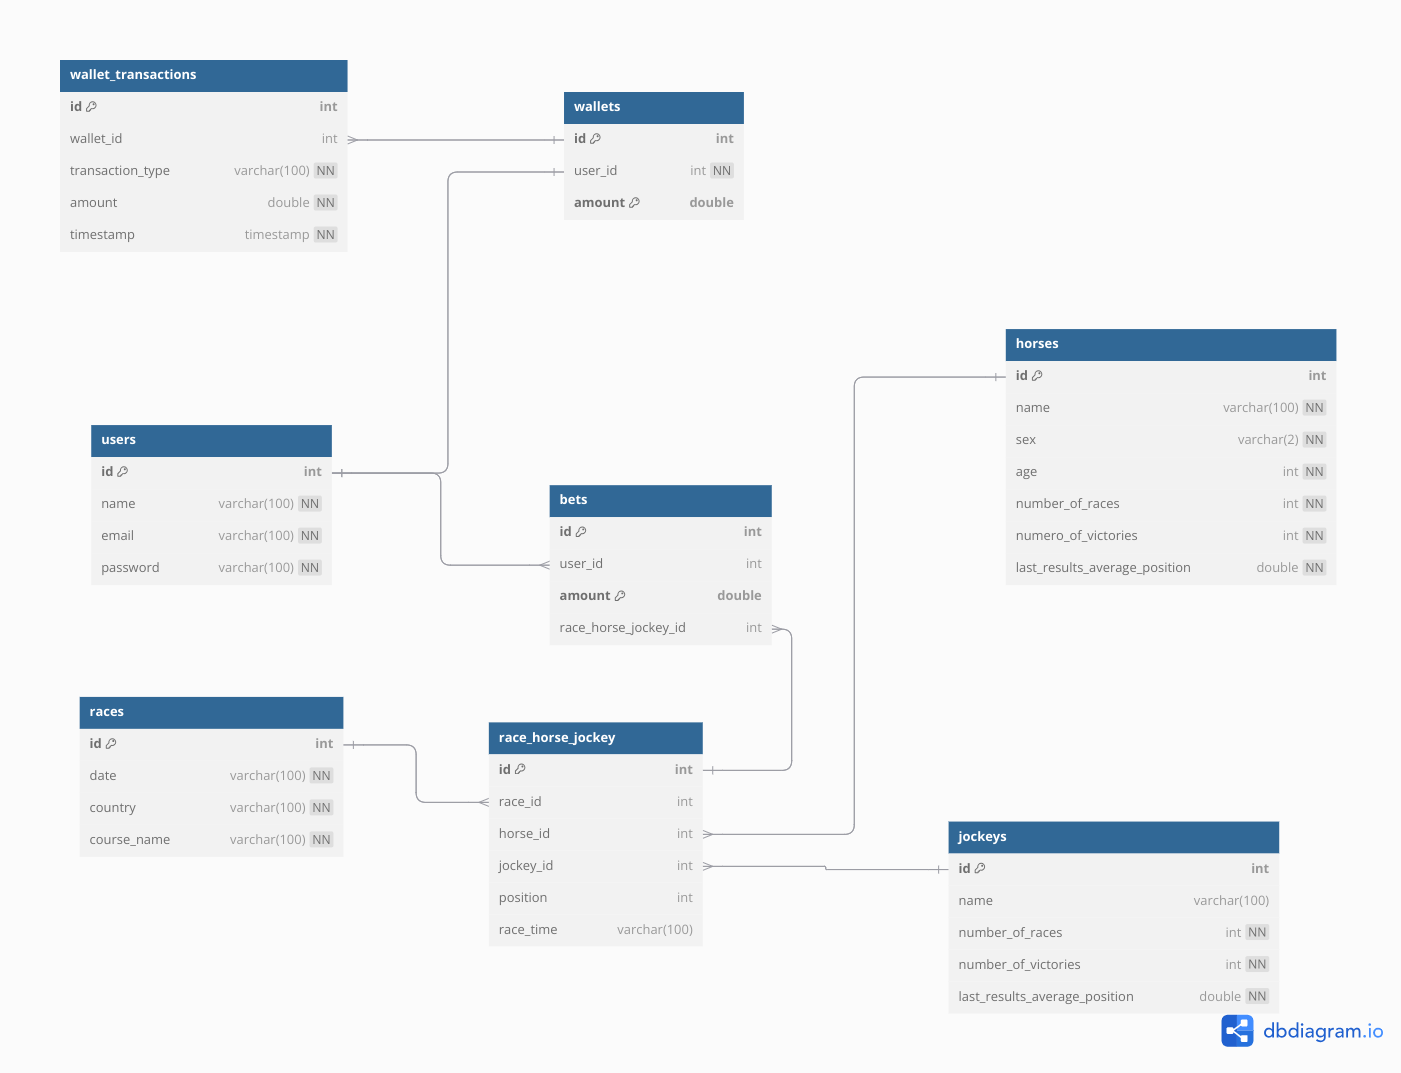 wallet_transactions
id int
wallet_id int
transaction_type varchar(100) NN
amount double NN
timestamp timestamp NN
wallets
id int
user_id int NN
amount double
horses
id int
name varchar(100) NN
sex varchar(2) NN
age int NN
number_of_races int NN
numero_of_victories int NN
last_results_average_position double NN
users
id int
name varchar(100) NN
email varchar(100) NN
password varchar(100) NN
bets
id int
user_id int
amount double
race_horse_jockey_id int
races
id int
date varchar(100) NN
country varchar(100) NN
course_name varchar(100) NN
race_horse_jockey
id int
race_id int
horse_id int
jockey_id int
position int
race_time varchar(100)
jockeys
id int
name varchar(100)
number_of_races int NN
number_of_victories int NN
last_results_average_position double NN
dbdiagram.io